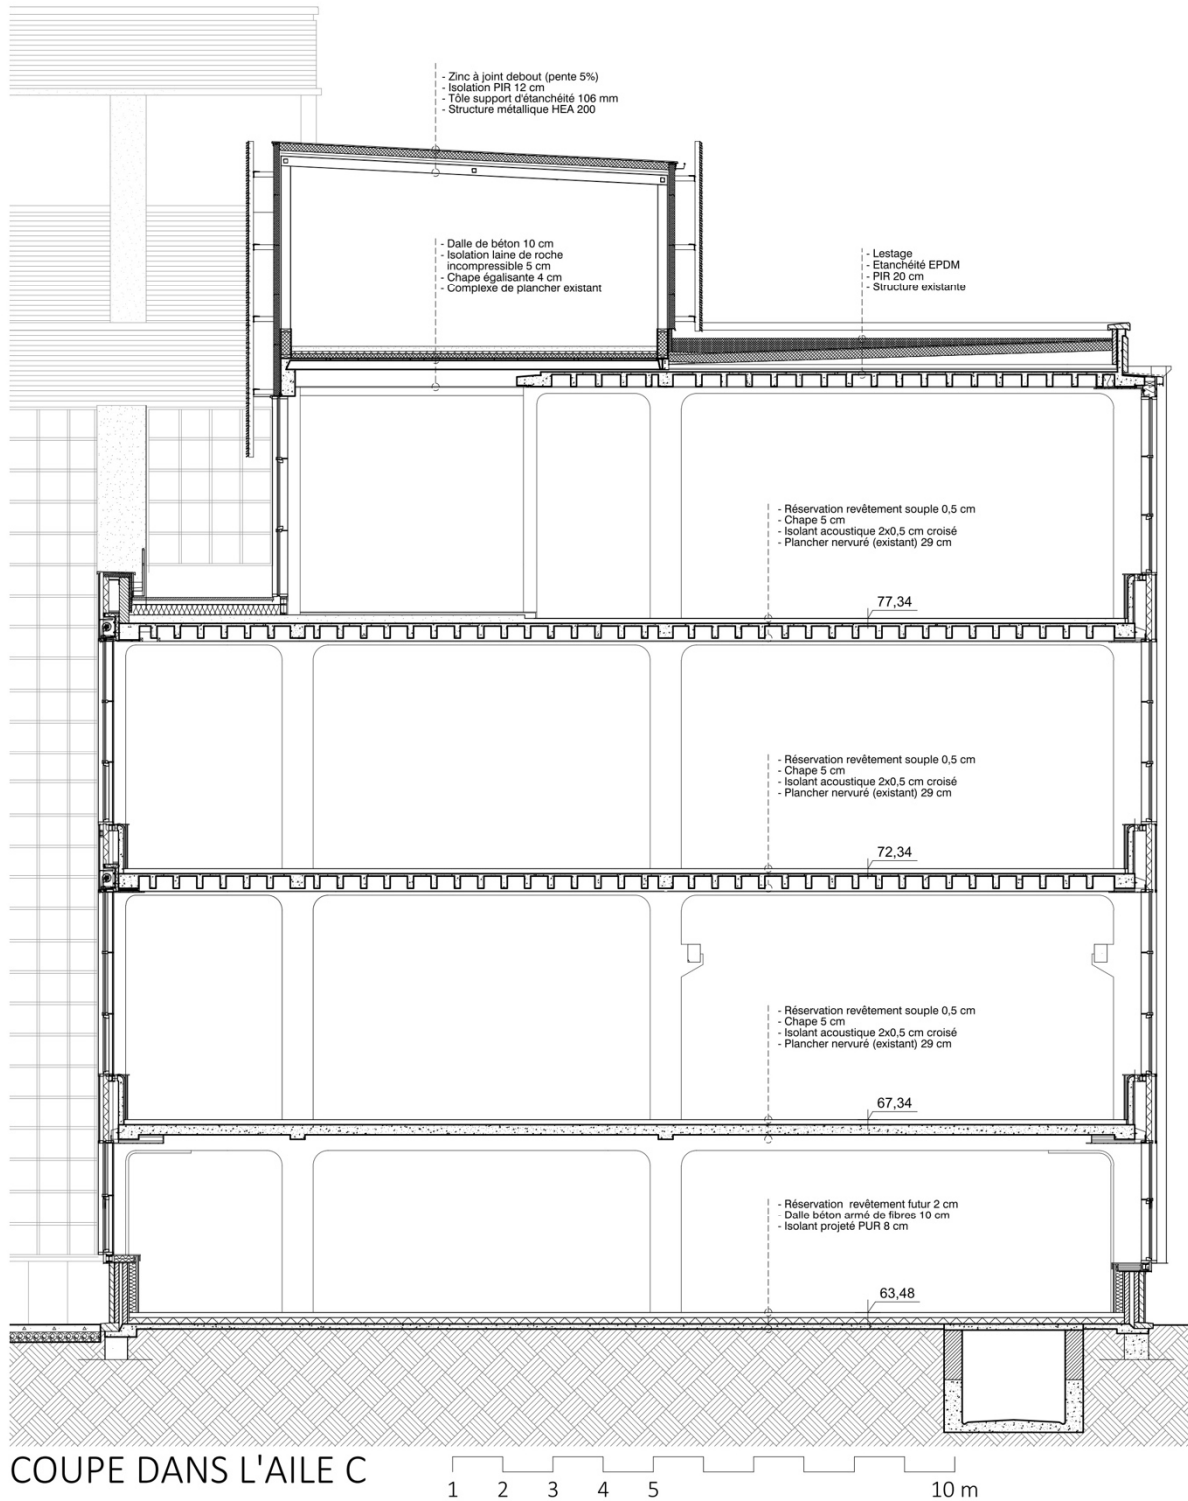 - Zinc à joint debout (pente 5%)
- Isolation PIR 12 cm
- Tôle support d'étanchéité 106 mm
- Structure métallique HEA 200
- Dalle de béton 10 cm
- Isolation laine de roche
incompressible 5 cm
- Chape égalisante 4 cm
- Complexe de plancher existant
- Lestage
- Etanchéité EPDM
- PIR 20 cm
- Structure existante
- Réservation revêtement souple 0,5 cm
- Chape 5 cm
- Isolant acoustique 2x0,5 cm croisé
- Plancher nervuré (existant) 29 cm
77,34
- Réservation revêtement souple 0,5 cm
- Chape 5 cm
- Isolant acoustique 2x0,5 cm croisé
- Plancher nervuré (existant) 29 cm
72,34
- Réservation revêtement souple 0,5 cm
- Chape 5 cm
- Isolant acoustique 2x0,5 cm croisé
- Plancher nervuré (existant) 29 cm
67,34
- Réservation revêtement futur 2 cm
- Dalle béton armé de fibres 10 cm
- Isolant projeté PUR 8 cm
63,48
COUPE DANS L'AILE C
1 2 3 4 5 10 m